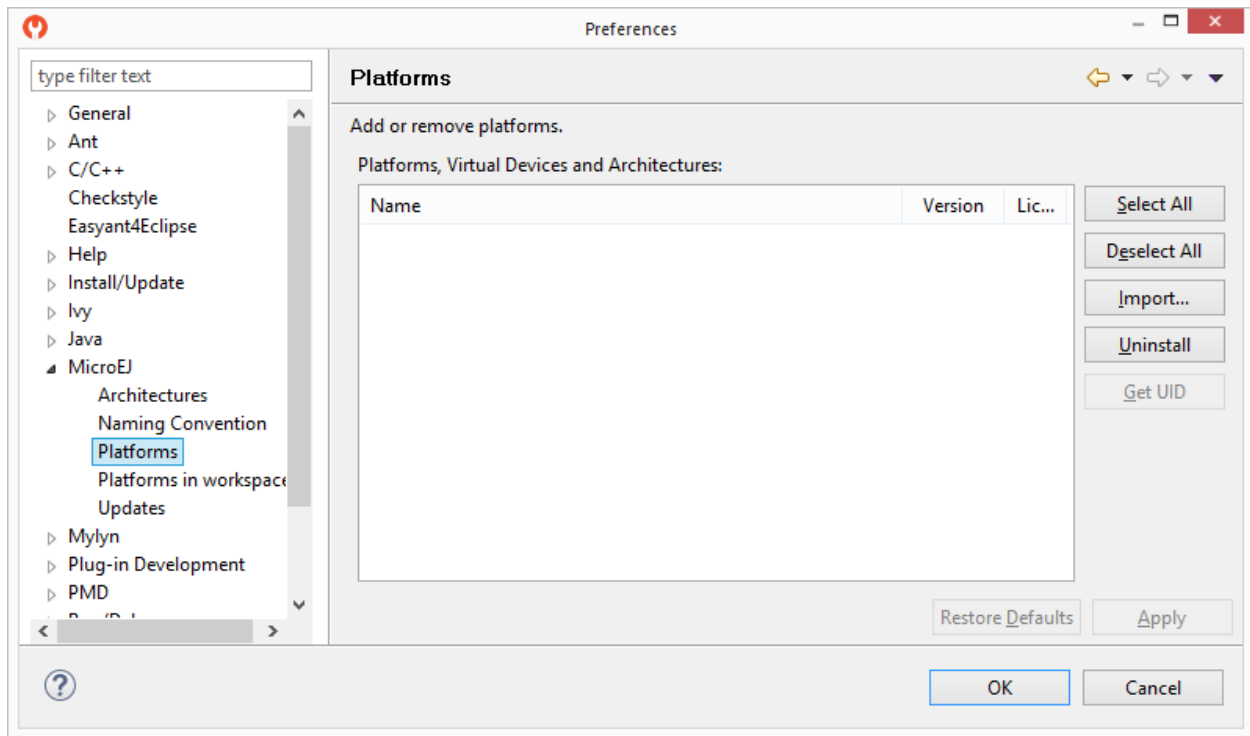 Preferences
type filter text
General
Ant
C/C++
Checkstyle
Easyant4Eclipse
Help
Install/Update
Ivy
Java
MicroEJ
Architectures
Naming Convention
Platforms
Platforms in workspace
Updates
Mylyn
Plug-in Development
PMD
Platforms
Add or remove platforms.
Platforms, Virtual Devices and Architectures:
Name Version Lic...
Select All
Deselect All
Import...
Uninstall
Get UID
Restore Defaults Apply
OK Cancel